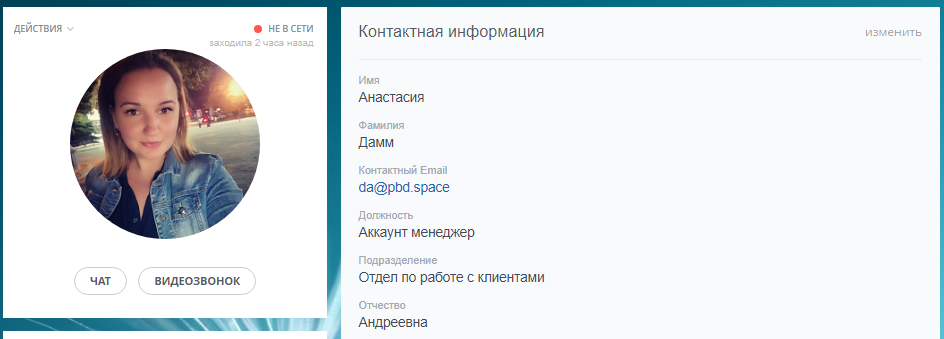 ДЕЙСТВИЯ
НЕ В СЕТИ
заходила 2 часа назад
ЧАТ
ВИДЕОЗВОНОК
Контактная информация
изменить
Имя
Анастасия
Фамилия
Дамм
Контактный Email
da@pbd.space
Должность
Аккаунт менеджер
Подразделение
Отдел по работе с клиентами
Отчество
Андреевна